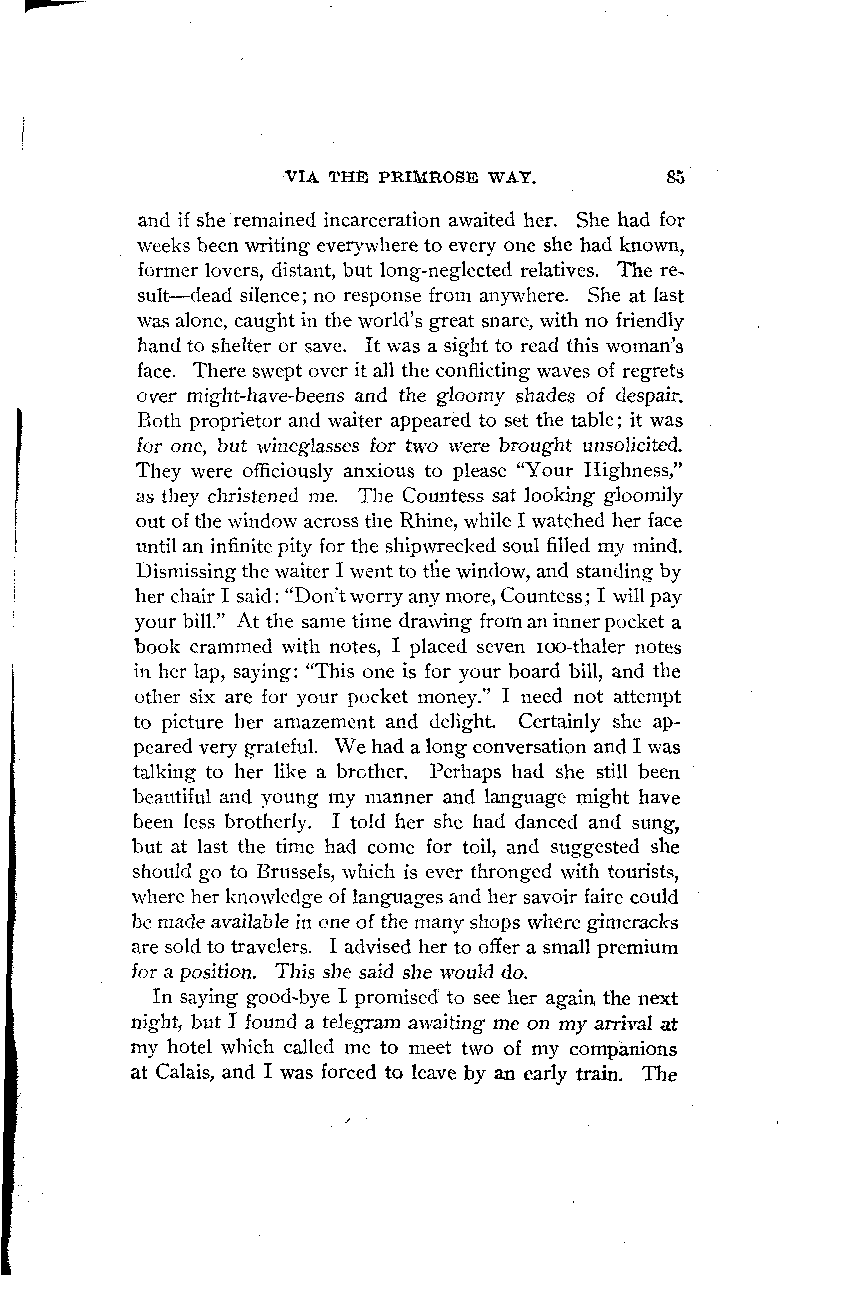 VIA THE PRIMROSE WAY. 85
and if she remained incarceration awaited her. She had for
weeks been writing everywhere to every one she had known,
former lovers, distant, but long-neglected relatives. The re-
sult—dead silence; no response from anywhere. She at last
was alone, caught in the world's great snare, with no friendly
hand to shelter or save. It was a sight to read this woman's
face. There swept over it all the conflicting waves of regrets
over might-have-beens and the gloomy shades of despair.
Both proprietor and waiter appeared to set the table; it was
for one, but wineglasses for two were brought unsolicited.
They were officiously anxious to please "Your Highness,"
as they christened me. The Countess sat looking gloomily
out of the window across the Rhine, while I watched her face
until an infinite pity for the shipwrecked soul filled my mind.
Dismissing the waiter I went to the window, and standing by
her chair I said: "Don't worry any more, Countess; I will pay
your bill." At the same time drawing from an inner pocket a
book crammed with notes, I placed seven 100-thaler notes
in her lap, saying: "This one is for your board bill, and the
other six are for your pocket money." I need not attempt
to picture her amazement and delight. Certainly she ap-
peared very grateful. We had a long conversation and I was
talking to her like a brother. Perhaps had she still been
beautiful and young my manner and language might have
been less brotherly. I told her she had danced and sung,
but at last the time had come for toil, and suggested she
should go to Brussels, which is ever thronged with tourists,
where her knowledge of languages and her savoir faire could
be made available in one of the many shops where gimcracks
are sold to travelers. I advised her to offer a small premium
for a position. This she said she would do.
In saying good-bye I promised to see her again the next
night, but I found a telegram awaiting me on my arrival at
my hotel which called me to meet two of my companions
at Calais, and I was forced to leave by an early train. The